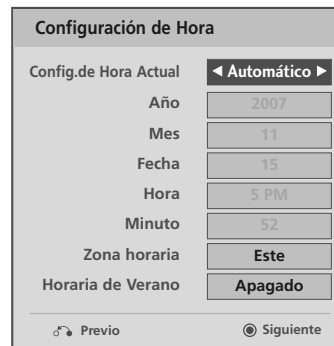 Configuración de Hora
Config.de Hora Actual ◄ Automático ►
Año 2007
Mes 11
Fecha 15
Hora 5 PM
Minuto 52
Zona horaria Este
Horaria de Verano Apagado
Previo Siguiente